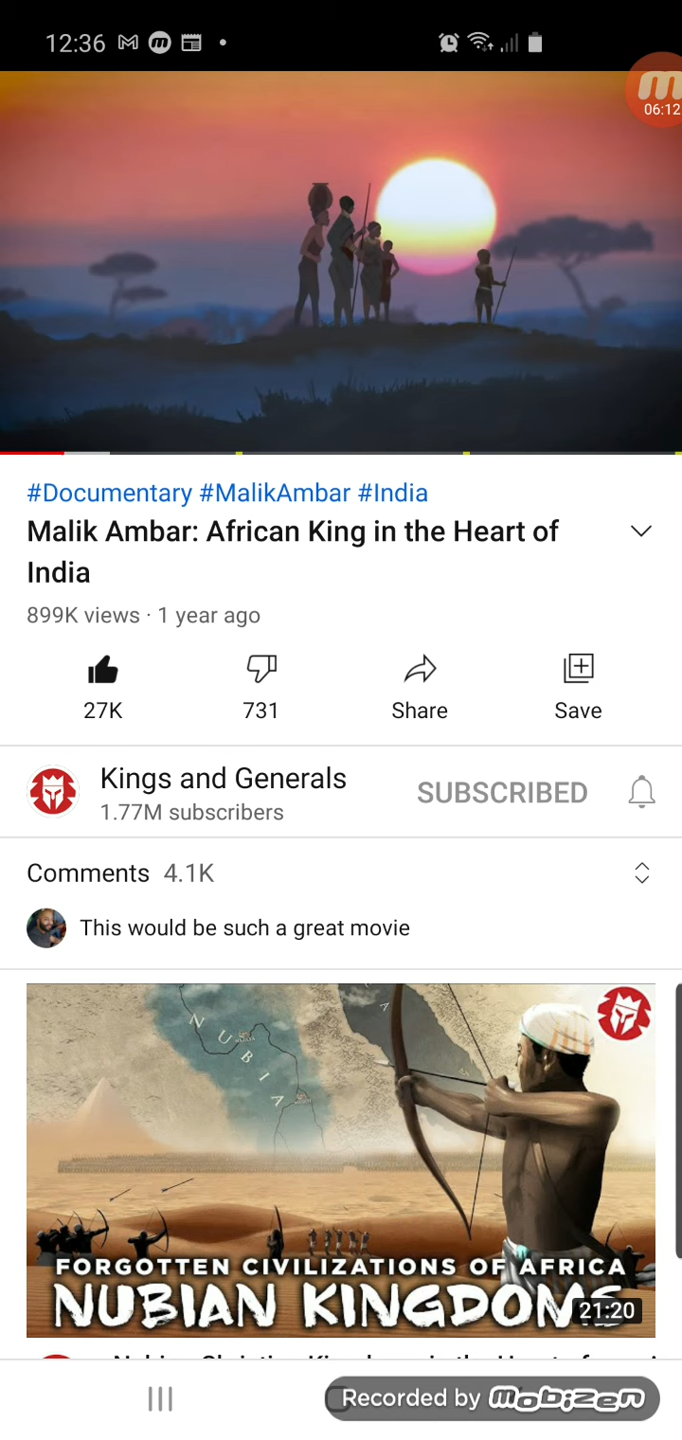 12:36
06:12
#Documentary #MalikAmbar #India
Malik Ambar: African King in the Heart of
India
899K views · 1 year ago
27K
731
Share
Save
Kings and Generals
1.77M subscribers
SUBSCRIBED
Comments 4.1K
This would be such a great movie
NUBIA
FORGOTTEN CIVILIZATIONS OF AFRICA
NUBIAN KINGDOMS
21:20
Recorded by mobizen